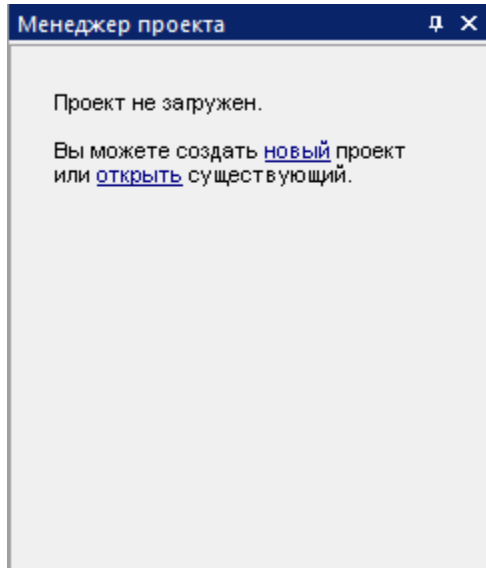 Менеджер проекта
Проект не загружен.
Вы можете создать новый проект
или открыть существующий.